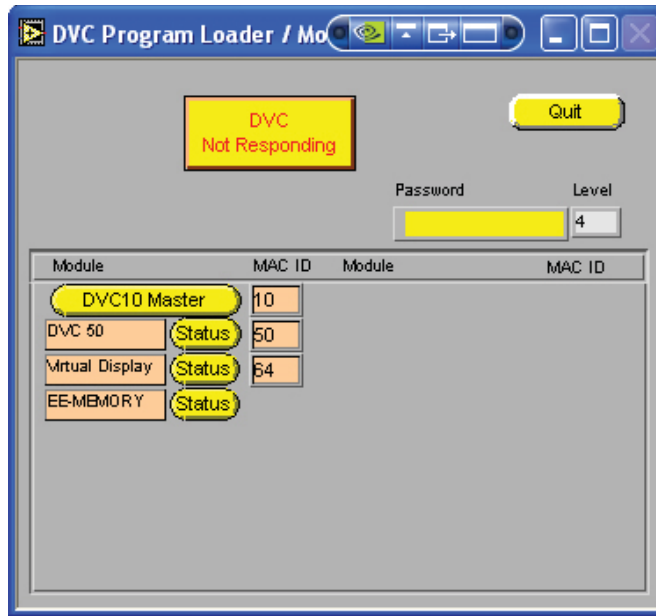 DVC Program Loader / Mo
DVC
Not Responding
Quit
Password Level
4
Module MAC ID Module MAC ID
DVC10 Master 10
DVC 50 Status 50
Virtual Display Status 64
EE-MEMORY Status